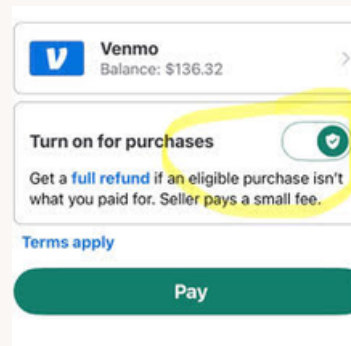 Venmo
Balance: $136.32
Turn on for purchases
Get a full refund if an eligible purchase isn't
what you paid for. Seller pays a small fee.
Terms apply
Pay